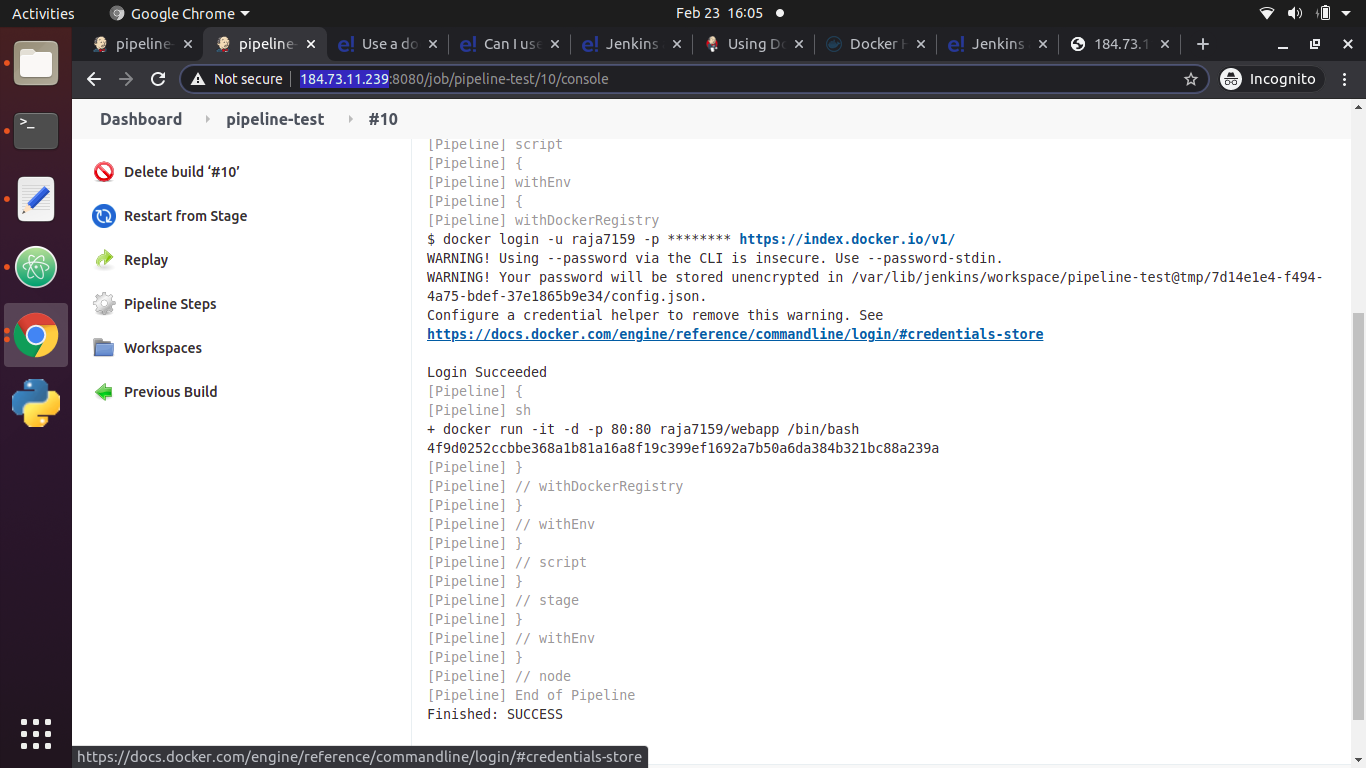 Activities
Google Chrome
Feb 23 16:05
pipeline-
pipeline-
Use a do
Can I use
Jenkins
Using Do
Docker H
Jenkins
184.73.1
Not secure
184.73.11.239:8080/job/pipeline-test/10/console
Incognito
Dashboard
pipeline-test
#10
Delete build ‘#10’
Restart from Stage
Replay
Pipeline Steps
Workspaces
Previous Build
[Pipeline] script
[Pipeline] {
[Pipeline] withEnv
[Pipeline] {
[Pipeline] withDockerRegistry
$ docker login -u raja7159 -p ******** https://index.docker.io/v1/
WARNING! Using --password via the CLI is insecure. Use --password-stdin.
WARNING! Your password will be stored unencrypted in /var/lib/jenkins/workspace/pipeline-test@tmp/7d14e1e4-f494-
4a75-bdef-37e1865b9e34/config.json.
Configure a credential helper to remove this warning. See
https://docs.docker.com/engine/reference/commandline/login/#credentials-store
Login Succeeded
[Pipeline] {
[Pipeline] sh
+ docker run -it -d -p 80:80 raja7159/webapp /bin/bash
4f9d0252ccbbe368a1b81a16a8f19c399ef1692a7b50a6da384b321bc88a239a
[Pipeline] }
[Pipeline] // withDockerRegistry
[Pipeline] }
[Pipeline] // withEnv
[Pipeline] }
[Pipeline] // script
[Pipeline] }
[Pipeline] // stage
[Pipeline] }
[Pipeline] // withEnv
[Pipeline] }
[Pipeline] // node
[Pipeline] End of Pipeline
Finished: SUCCESS
https://docs.docker.com/engine/reference/commandline/login/#credentials-store